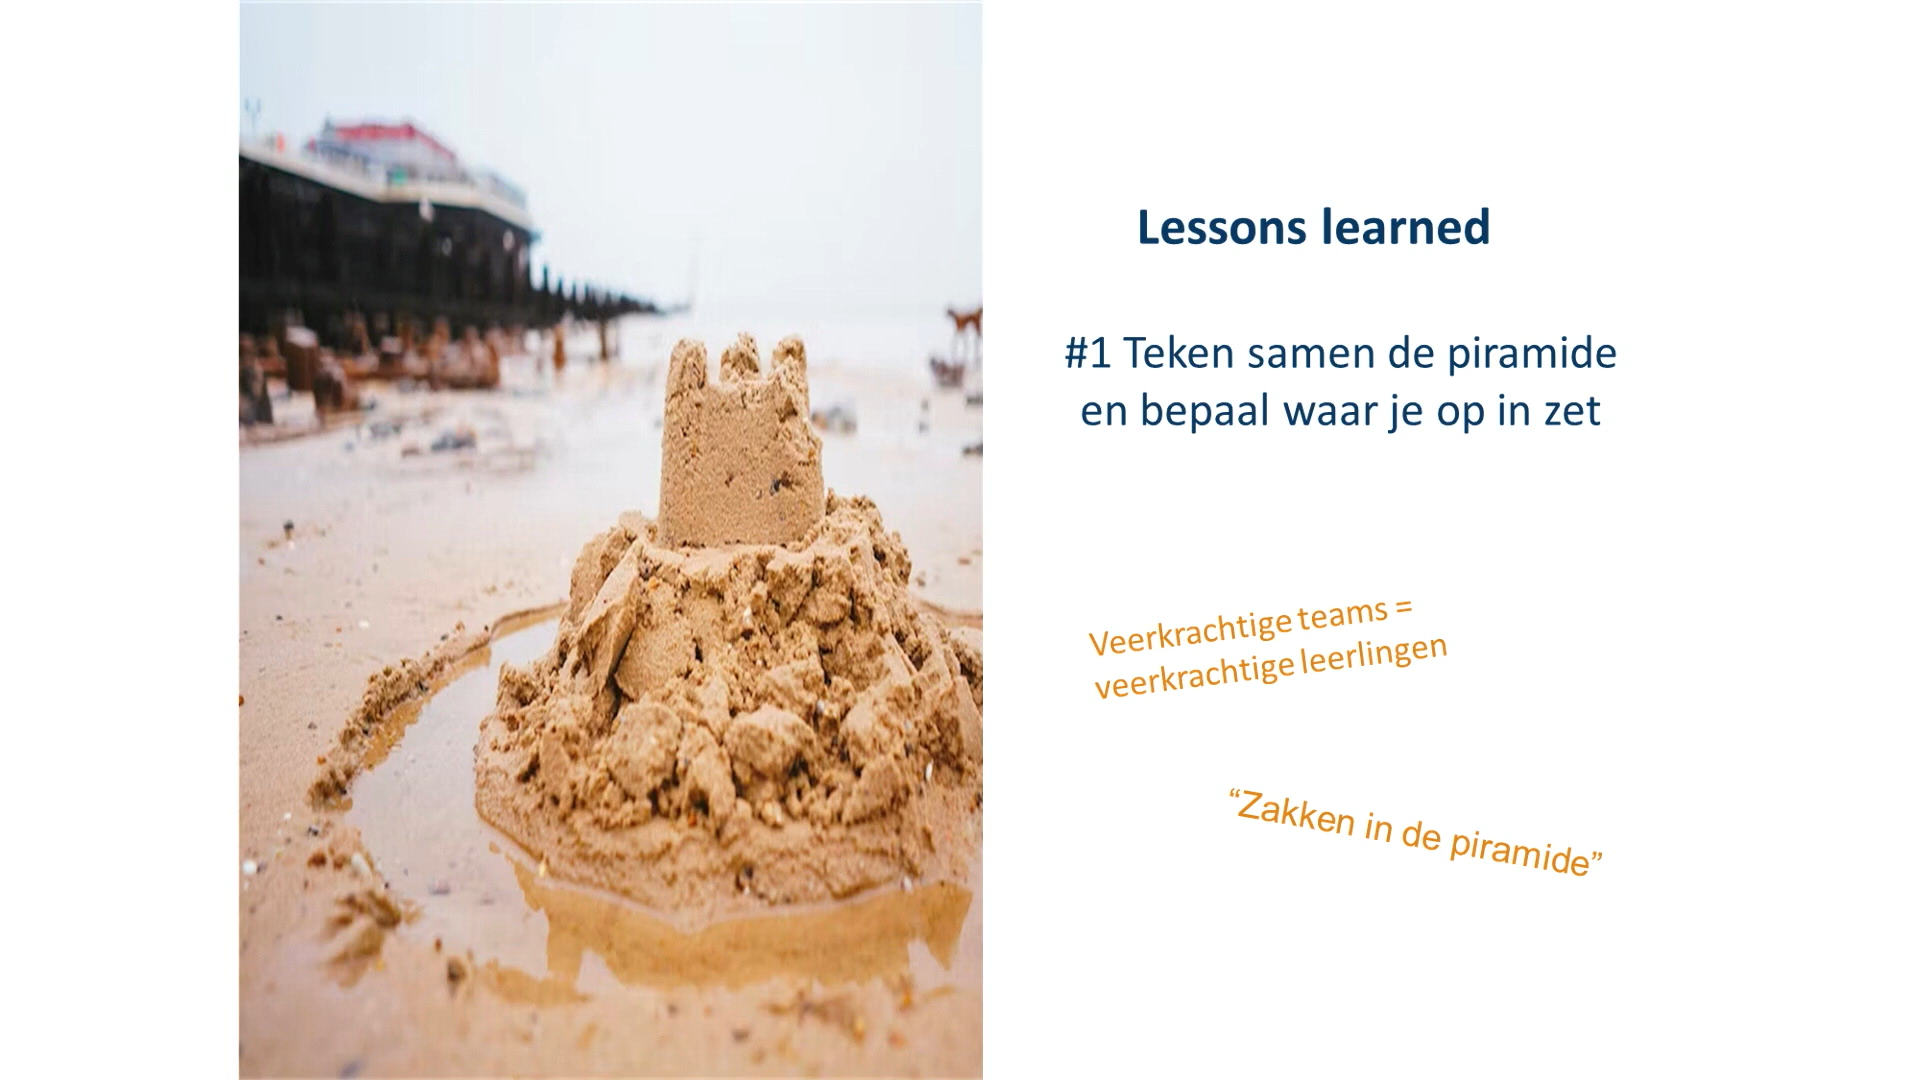 Lessons learned
#1 Teken samen de piramide
en bepaal waar je op in zet
Veerkrachtige teams =
veerkrachtige leerlingen
“Zakken in de piramide”